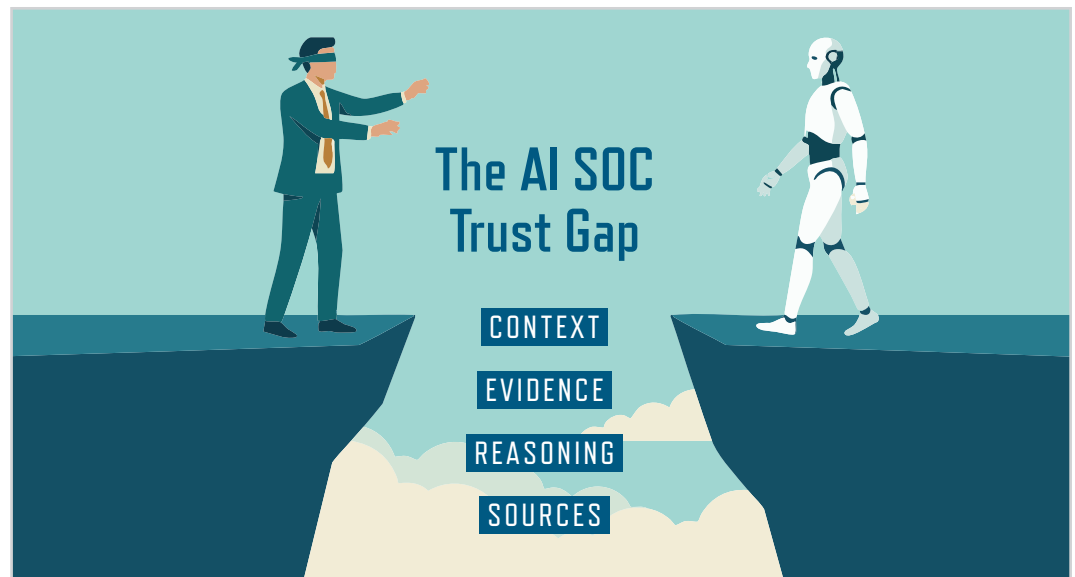 The AI SOC
Trust Gap
CONTEXT
EVIDENCE
REASONING
SOURCES